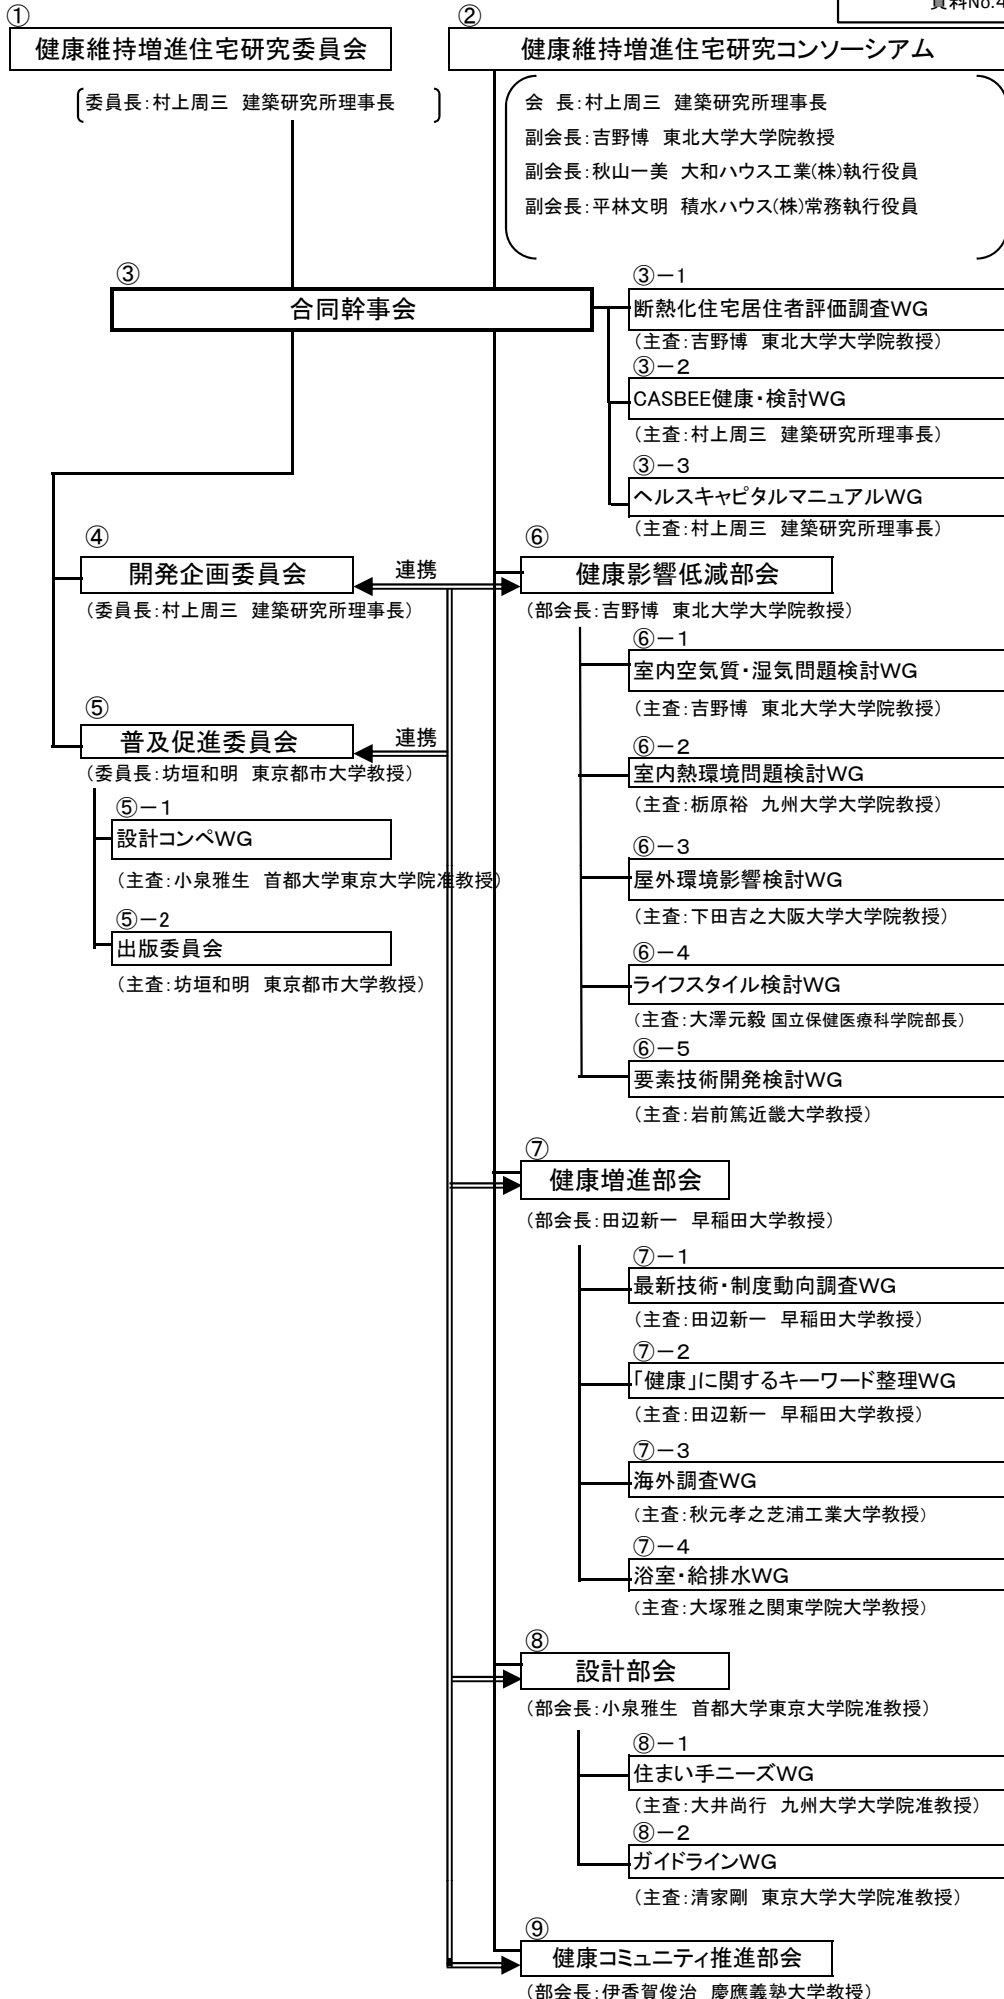 資料No.4
①
健康維持増進住宅研究委員会
委員長:村上周三 建築研究所理事長
②
健康維持増進住宅研究コンソーシアム
会 長:村上周三 建築研究所理事長
副会長:吉野博 東北大学大学院教授
副会長:秋山一美 大和ハウス工業(株)執行役員
副会長:平林文明 積水ハウス(株)常務執行役員
③
合同幹事会
③-1
断熱化住宅居住者評価調査WG
(主査:吉野博 東北大学大学院教授)
③-2
CASBEE健康・検討WG
(主査:村上周三 建築研究所理事長)
③-3
ヘルスキャピタルマニュアルWG
(主査:村上周三 建築研究所理事長)
④
開発企画委員会
(委員長:村上周三 建築研究所理事長)
連携
⑤
普及促進委員会
(委員長:坊垣和明 東京都市大学教授)
連携
⑤-1
設計コンペWG
(主査:小泉雅生 首都大学東京大学院准教授)
⑤-2
出版委員会
(主査:坊垣和明 東京都市大学教授)
⑥
健康影響低減部会
(部会長:吉野博 東北大学大学院教授)
⑥-1
室内空気質・湿気問題検討WG
(主査:吉野博 東北大学大学院教授)
⑥-2
室内熱環境問題検討WG
(主査:栃原裕 九州大学大学院教授)
⑥-3
屋外環境影響検討WG
(主査:下田吉之大阪大学大学院教授)
⑥-4
ライフスタイル検討WG
(主査:大澤元毅 国立保健医療科学院部長)
⑥-5
要素技術開発検討WG
(主査:岩前篤近畿大学教授)
⑦
健康増進部会
(部会長:田辺新一 早稲田大学教授)
⑦-1
最新技術・制度動向調査WG
(主査:田辺新一 早稲田大学教授)
⑦-2
「健康」に関するキーワード整理WG
(主査:田辺新一 早稲田大学教授)
⑦-3
海外調査WG
(主査:秋元孝之芝浦工業大学教授)
⑦-4
浴室・給排水WG
(主査:大塚雅之関東学院大学教授)
⑧
設計部会
(部会長:小泉雅生 首都大学東京大学院准教授)
⑧-1
住まい手ニーズWG
(主査:大井尚行 九州大学大学院准教授)
⑧-2
ガイドラインWG
(主査:清家剛 東京大学大学院准教授)
⑨
健康コミュニティ推進部会
(部会長:伊香賀俊治 慶應義塾大学教授)